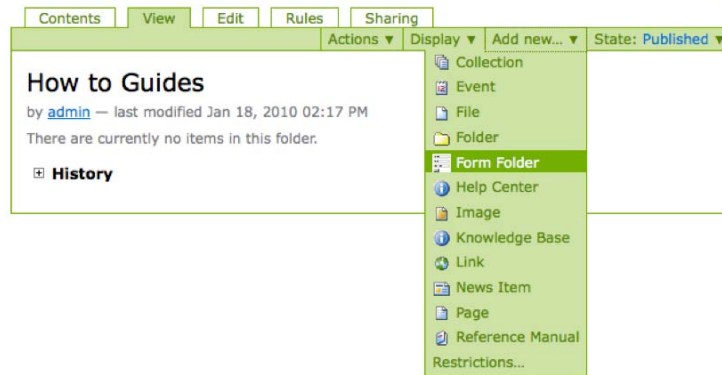 Contents View Edit Rules Sharing
Actions ▼ Display ▼ Add new... ▼ State: Published ▼
How to Guides
by admin — last modified Jan 18, 2010 02:17 PM
There are currently no items in this folder.
History
Collection
Event
File
Folder
Form Folder
Help Center
Image
Knowledge Base
Link
News Item
Page
Reference Manual
Restrictions...